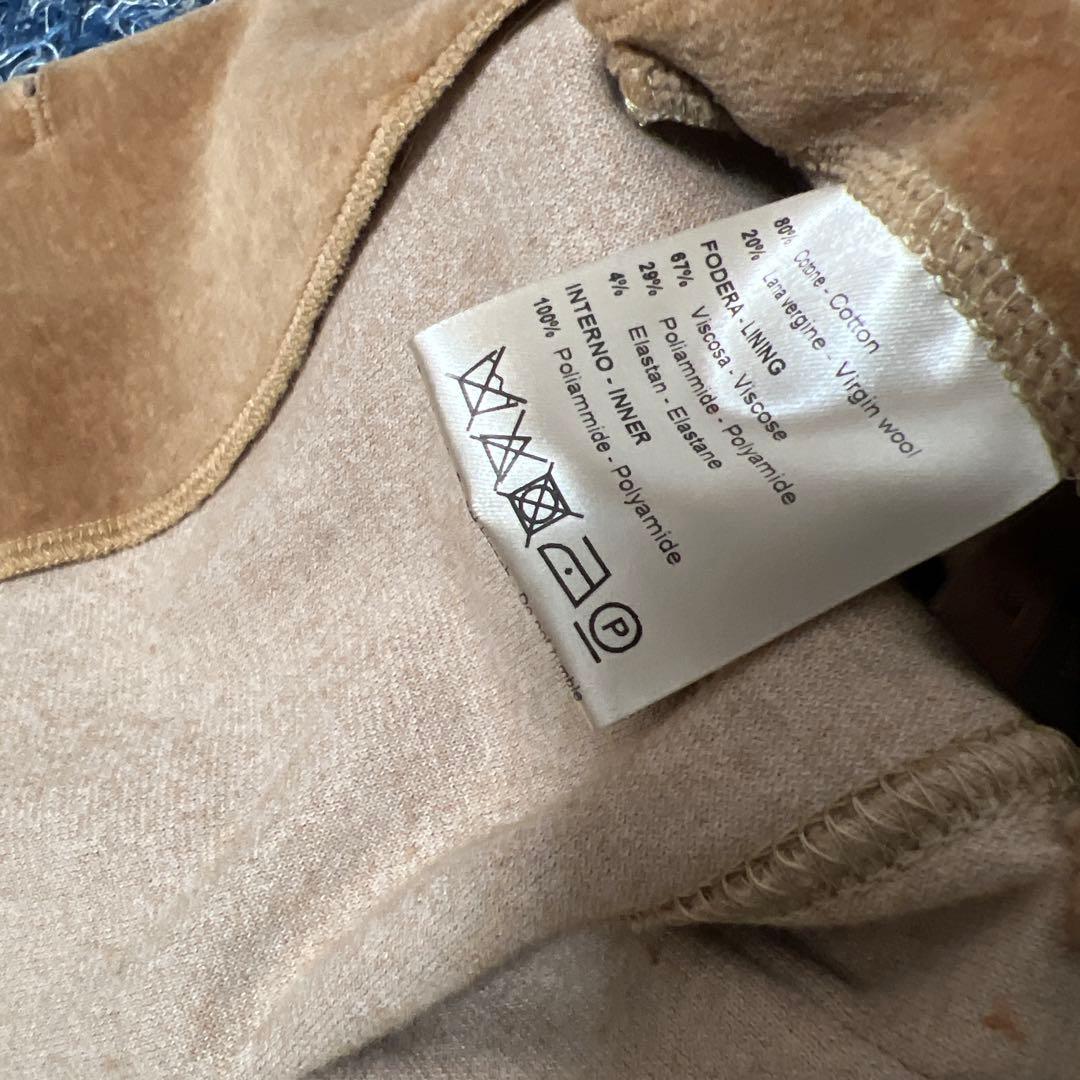 80% Cotone - Cotton
20% Lana vergine - Virgin wool
FODERA - LINING
67% Viscosa - Viscose
29% Poliammide - Polyamide
4% Elastan - Elastane
INTERNO - INNER
100% Poliammide - Polyamide
P